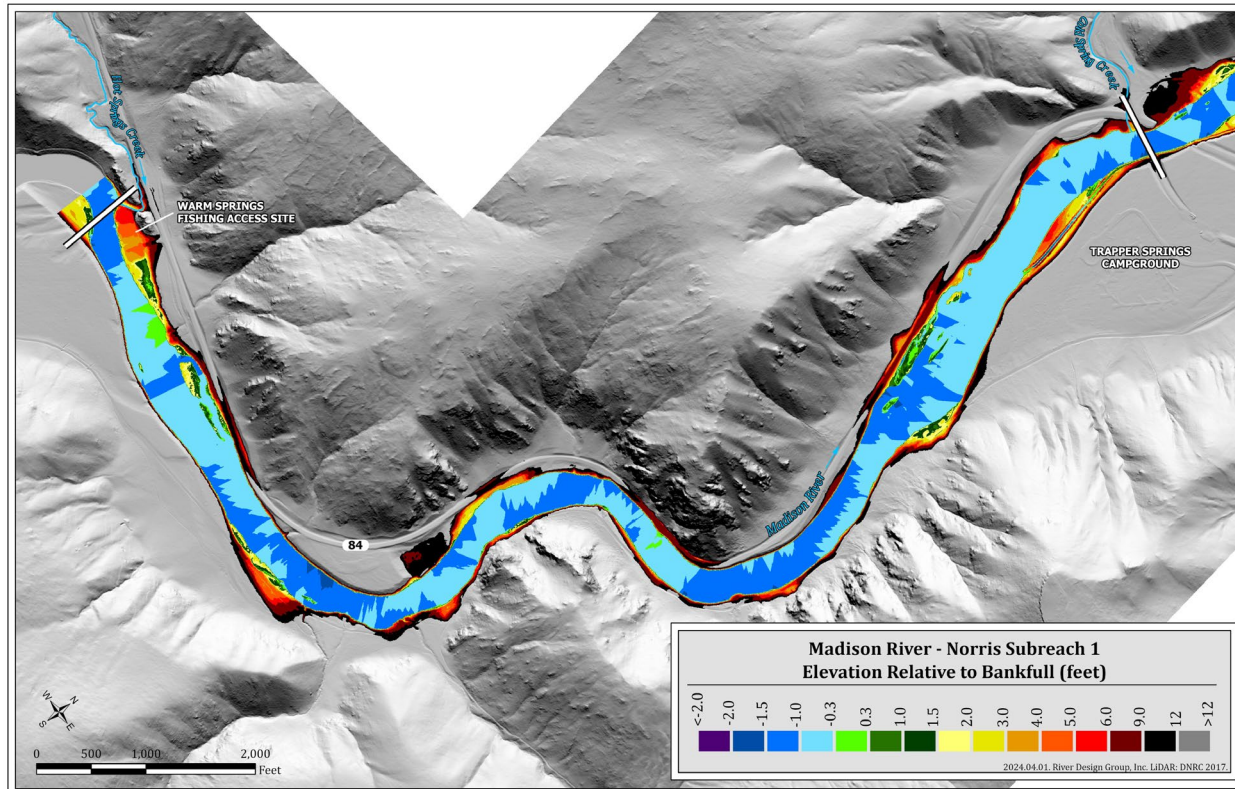 Hot Springs Creek
WARM SPRINGS
FISHING ACCESS SITE
Cold Spring Creek
TRAPPER SPRINGS
CAMPGROUND
Madison River
84
N
E
S
W
0 500 1,000 2,000
Feet
Madison River - Norris Subreach 1
Elevation Relative to Bankfull (feet)
<-2.0
-2.0
-1.5
-1.0
-0.3
0.3
1.0
1.5
2.0
3.0
4.0
5.0
6.0
9.0
12
>12
2024.04.01. River Design Group, Inc. LiDAR: DNRC 2017.